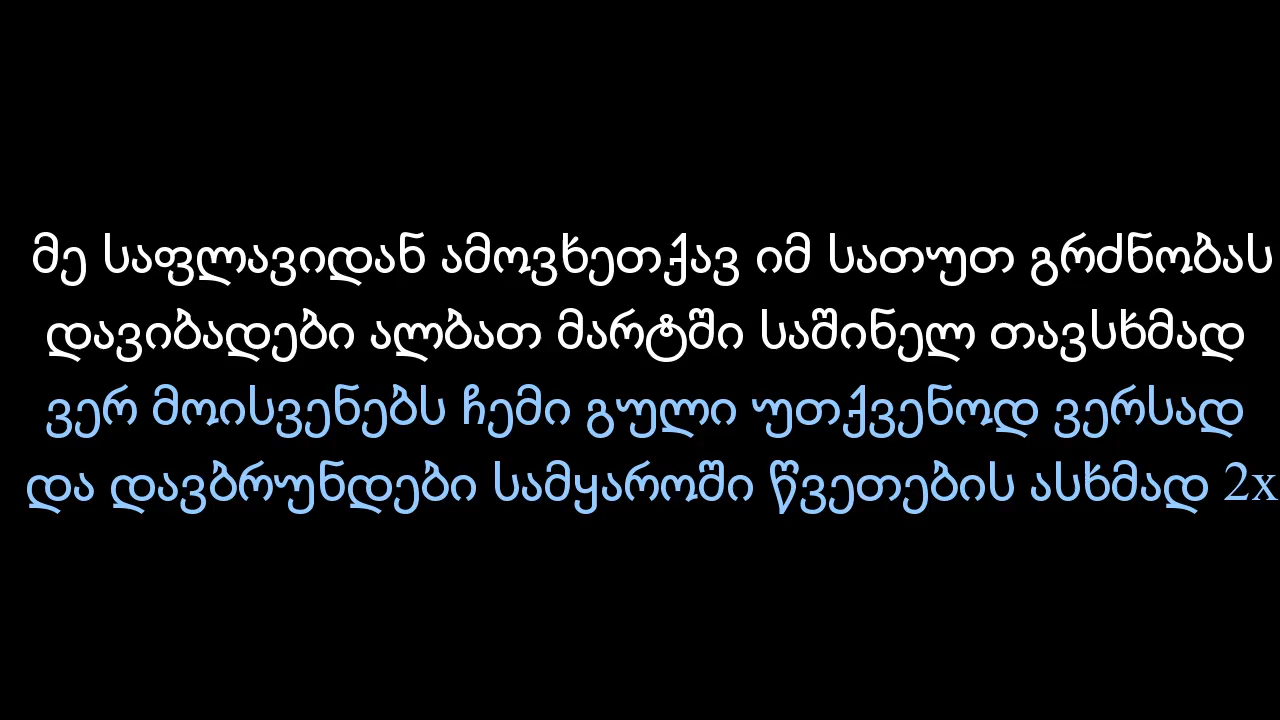 მე საფლავიდან ამოვხეთქავ იმ სათუთ გრძნობას
დავიბადები ალბათ მარტში საშინელ თავსხმად
ვერ მოისვენებს ჩემი გული უთქვენოდ ვერსად
და დავბრუნდები სამყაროში წვეთების ასხმად 2x